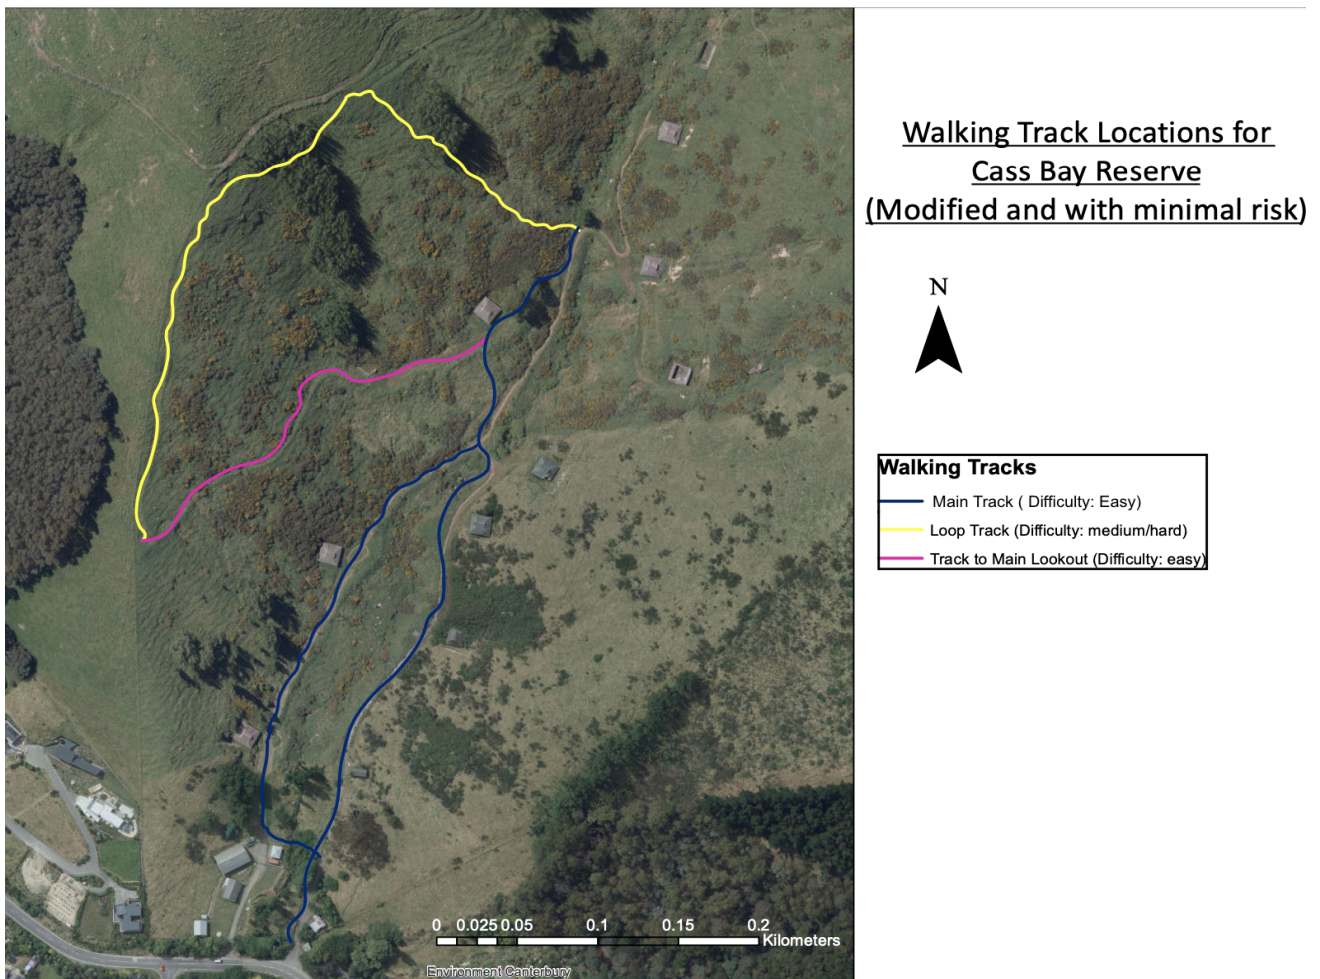 Walking Track Locations for
Cass Bay Reserve
(Modified and with minimal risk)
N
Walking Tracks
Main Track ( Difficulty: Easy)
Loop Track (Difficulty: medium/hard)
Track to Main Lookout (Difficulty: easy)
0 0.025 0.05 0.1 0.15 0.2
Kilometers
Environment Canterbury